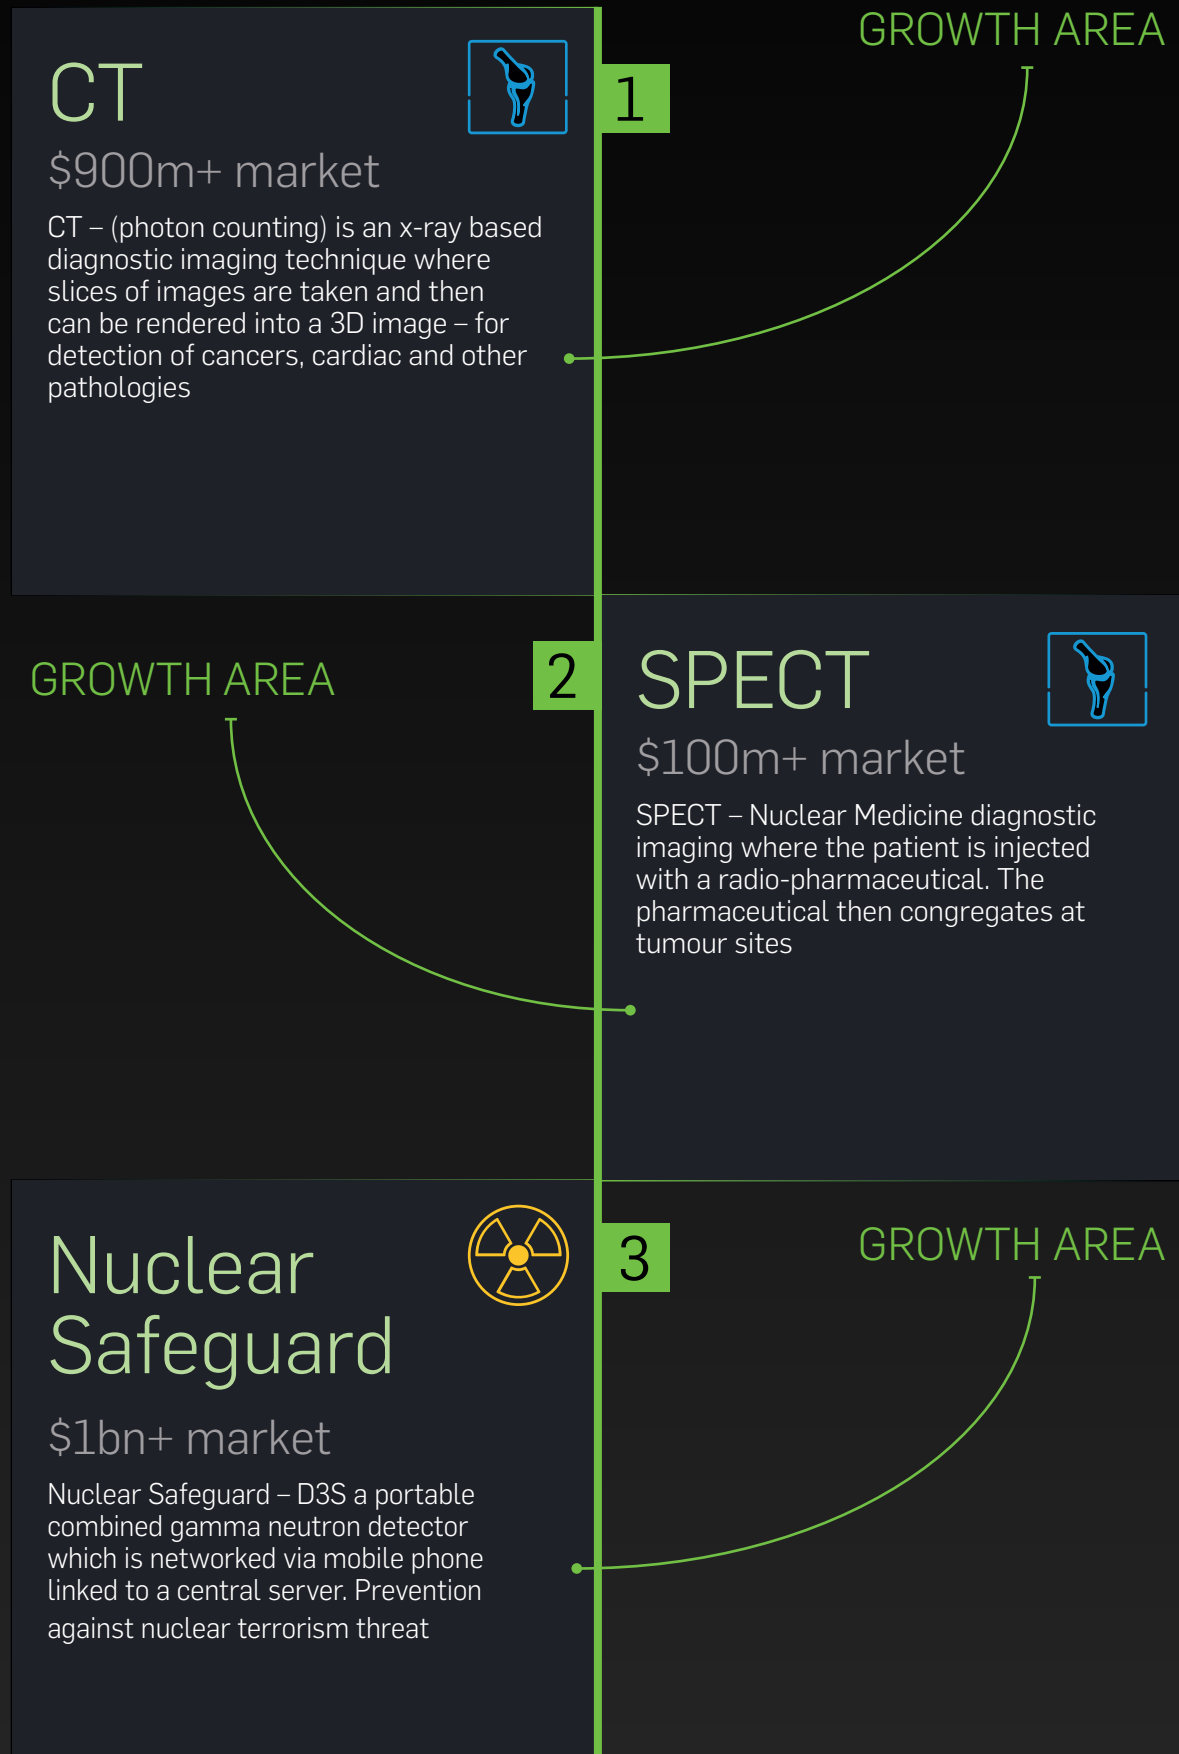 GROWTH AREA
CT
1
$900m+ market
CT – (photon counting) is an x-ray based
diagnostic imaging technique where
slices of images are taken and then
can be rendered into a 3D image – for
detection of cancers, cardiac and other
pathologies
GROWTH AREA
2
SPECT
$100m+ market
SPECT – Nuclear Medicine diagnostic
imaging where the patient is injected
with a radio-pharmaceutical. The
pharmaceutical then congregates at
tumour sites
Nuclear
Safeguard
3
GROWTH AREA
$1bn+ market
Nuclear Safeguard – D3S a portable
combined gamma neutron detector
which is networked via mobile phone
linked to a central server. Prevention
against nuclear terrorism threat